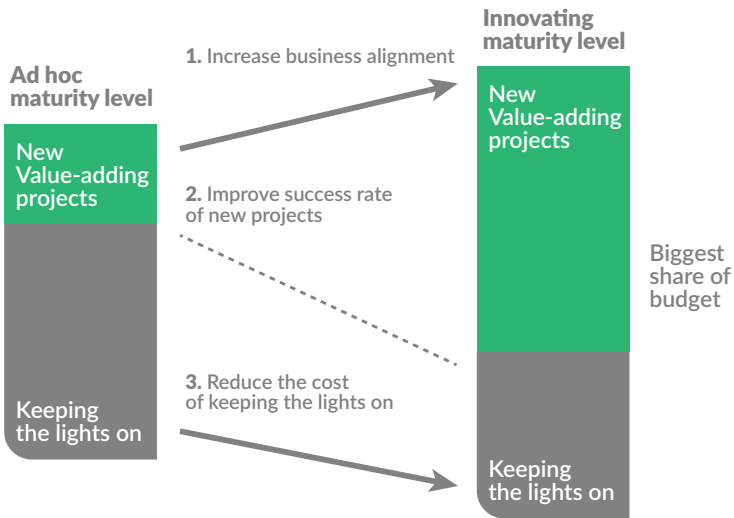 Ad hoc
maturity level
New
Value-adding
projects
Keeping
the lights on
1. Increase business alignment
2. Improve success rate
of new projects
3. Reduce the cost
of keeping the lights on
Innovating
maturity level
New
Value-adding
projects
Keeping
the lights on
Biggest
share of
budget